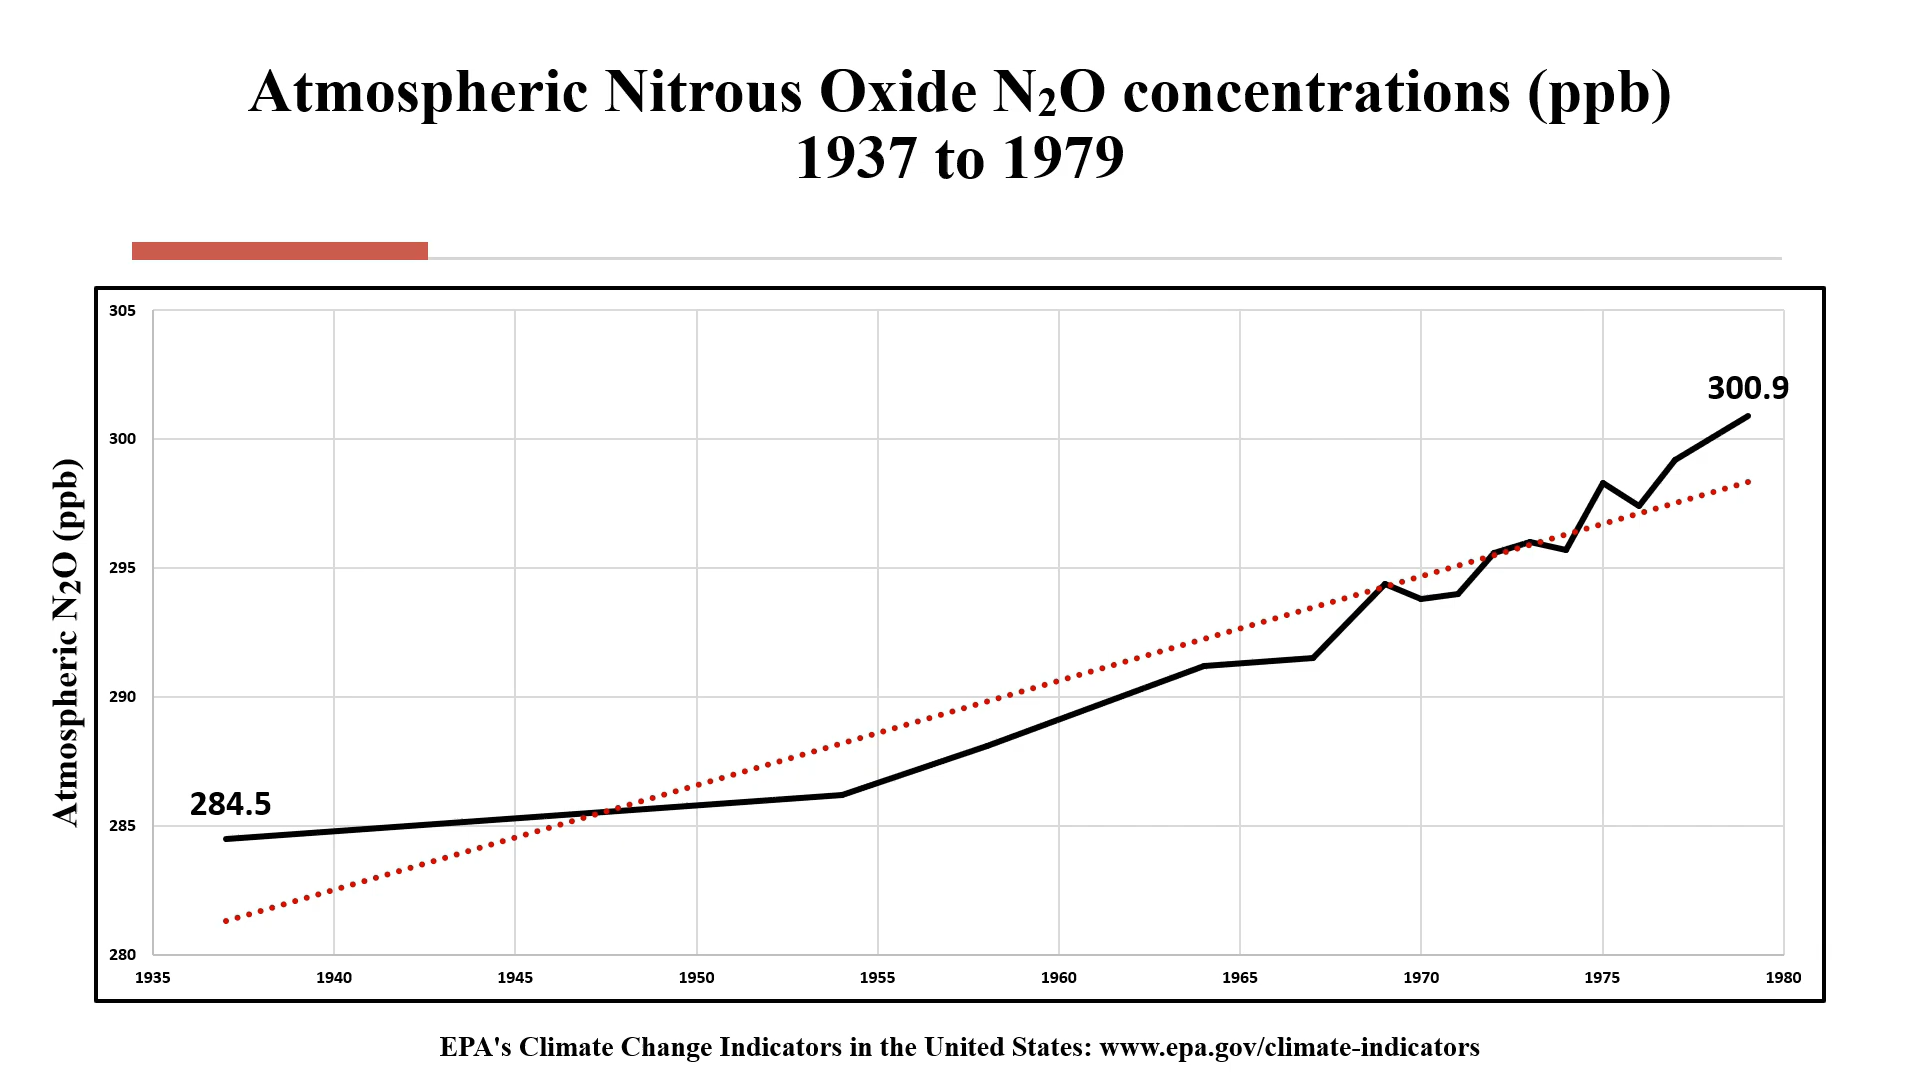 Atmospheric Nitrous Oxide N₂O concentrations (ppb)
1937 to 1979
Atmospheric N₂O (ppb)
305
300
295
290
285
280
284.5
300.9
1935 1940 1945 1950 1955 1960 1965 1970 1975 1980
EPA's Climate Change Indicators in the United States: www.epa.gov/climate-indicators